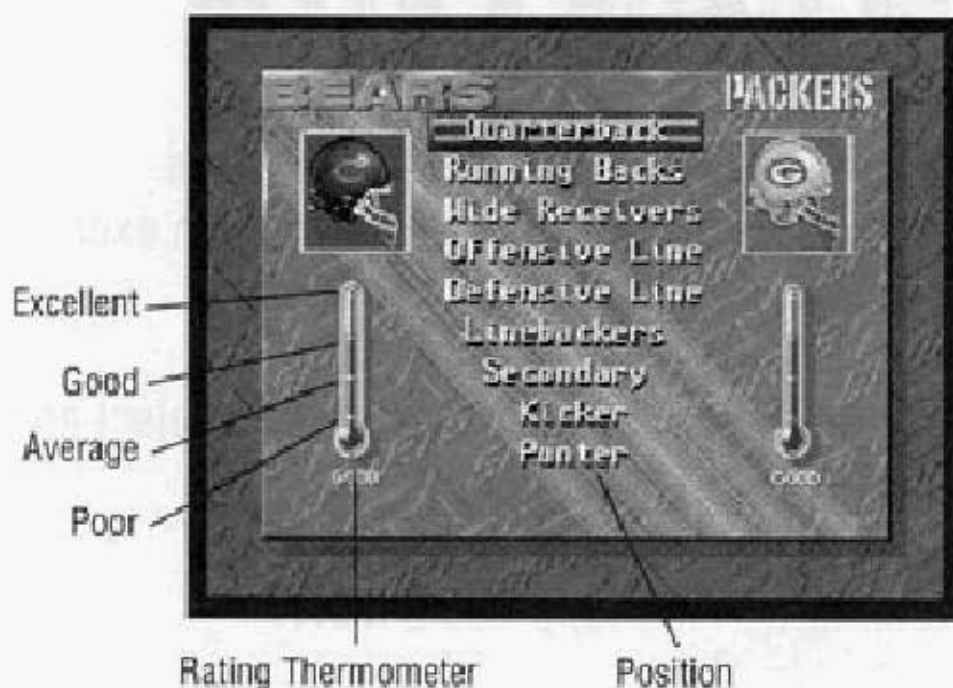 BEARS
PACKERS
Quarterback
Running Backs
Wide Receivers
Offensive Line
Defensive Line
Linebackers
Secondary
Kicker
Punter
Excellent
Good
Average
Poor
GOOD
GOOD
G
Rating Thermometer
Position